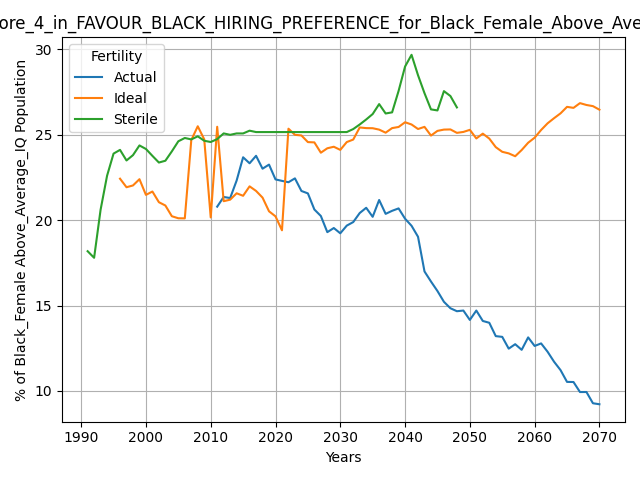 ore_4_in_FAVOUR_BLACK_HIRING_PREFERENCE_for_Black_Female_Above_Ave
% of Black_Female Above_Average_IQ Population
30
25
20
15
10
Fertility
Actual
Ideal
Sterile
1990 2000 2010 2020 2030 2040 2050 2060 2070
Years